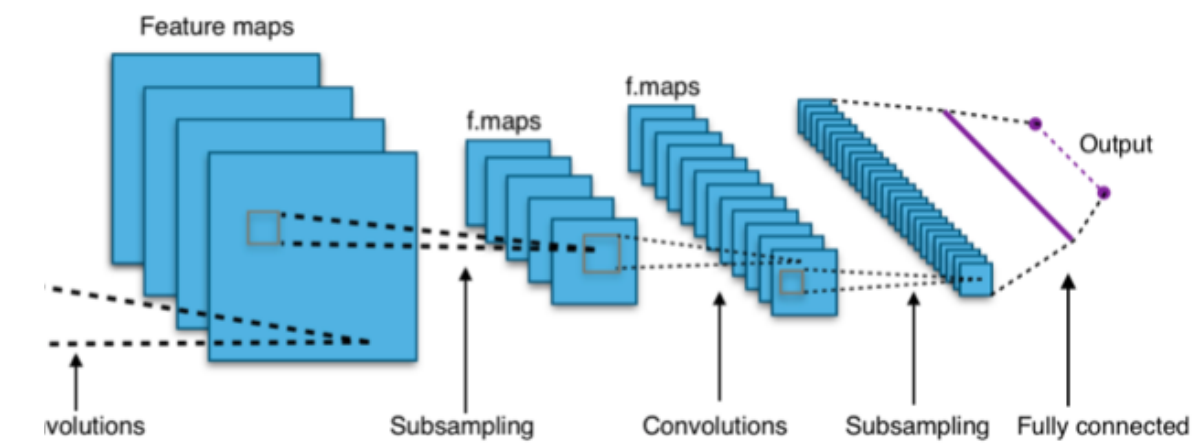 Feature maps
f.maps
f.maps
Output
volutions
Subsampling
Convolutions
Subsampling
Fully connected